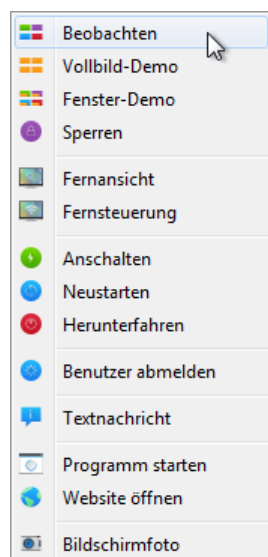 Beobachten
Vollbild-Demo
Fenster-Demo
Sperren
Fernansicht
Fernsteuerung
Anschalten
Neustarten
Herunterfahren
Benutzer abmelden
Textnachricht
Programm starten
Website öffnen
Bildschirmfoto